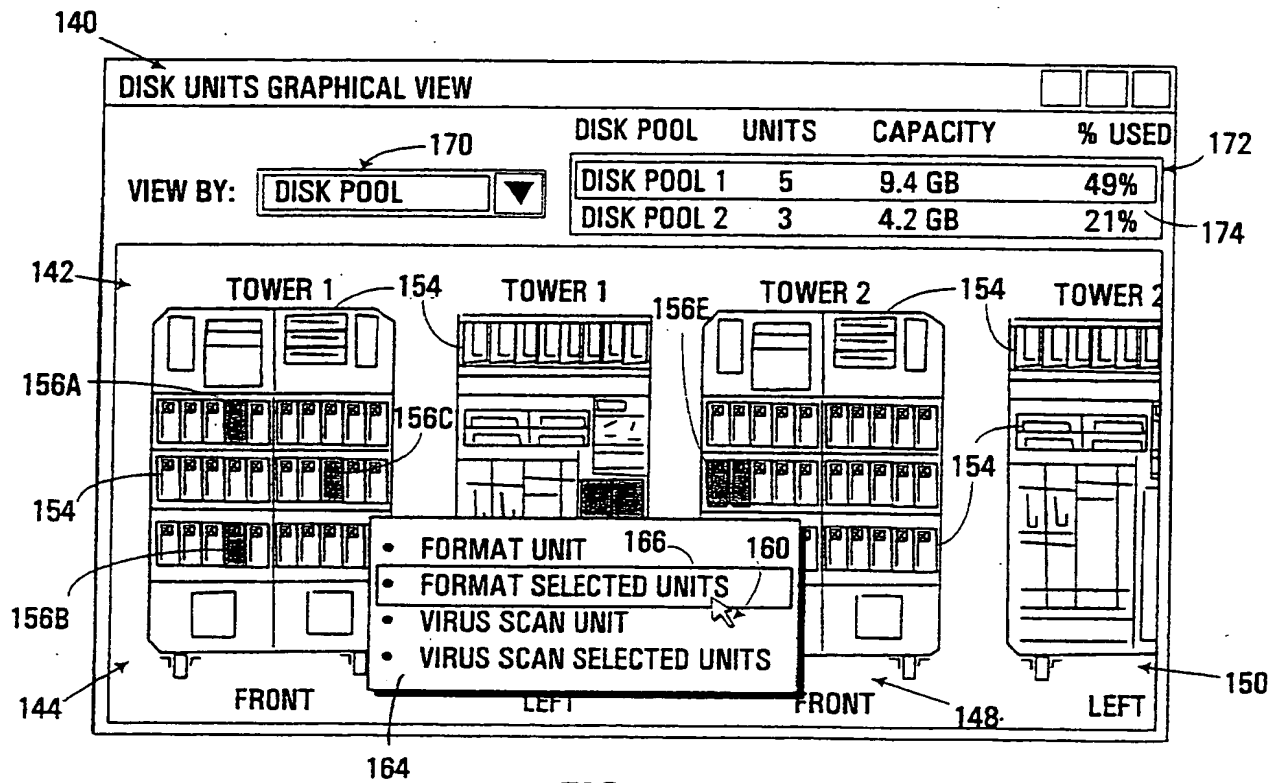 140
DISK UNITS GRAPHICAL VIEW
DISK POOL UNITS CAPACITY % USED
170
172
VIEW BY: DISK POOL
DISK POOL 1 5 9.4 GB 49%
DISK POOL 2 3 4.2 GB 21%
174
142
TOWER 1 154 TOWER 1 156E TOWER 2 154 TOWER 2
156A
156C
154
154
156B
• FORMAT UNIT 166 160
• FORMAT SELECTED UNITS
• VIRUS SCAN UNIT
• VIRUS SCAN SELECTED UNITS
144
FRONT LEFT FRONT 148 LEFT 150
164